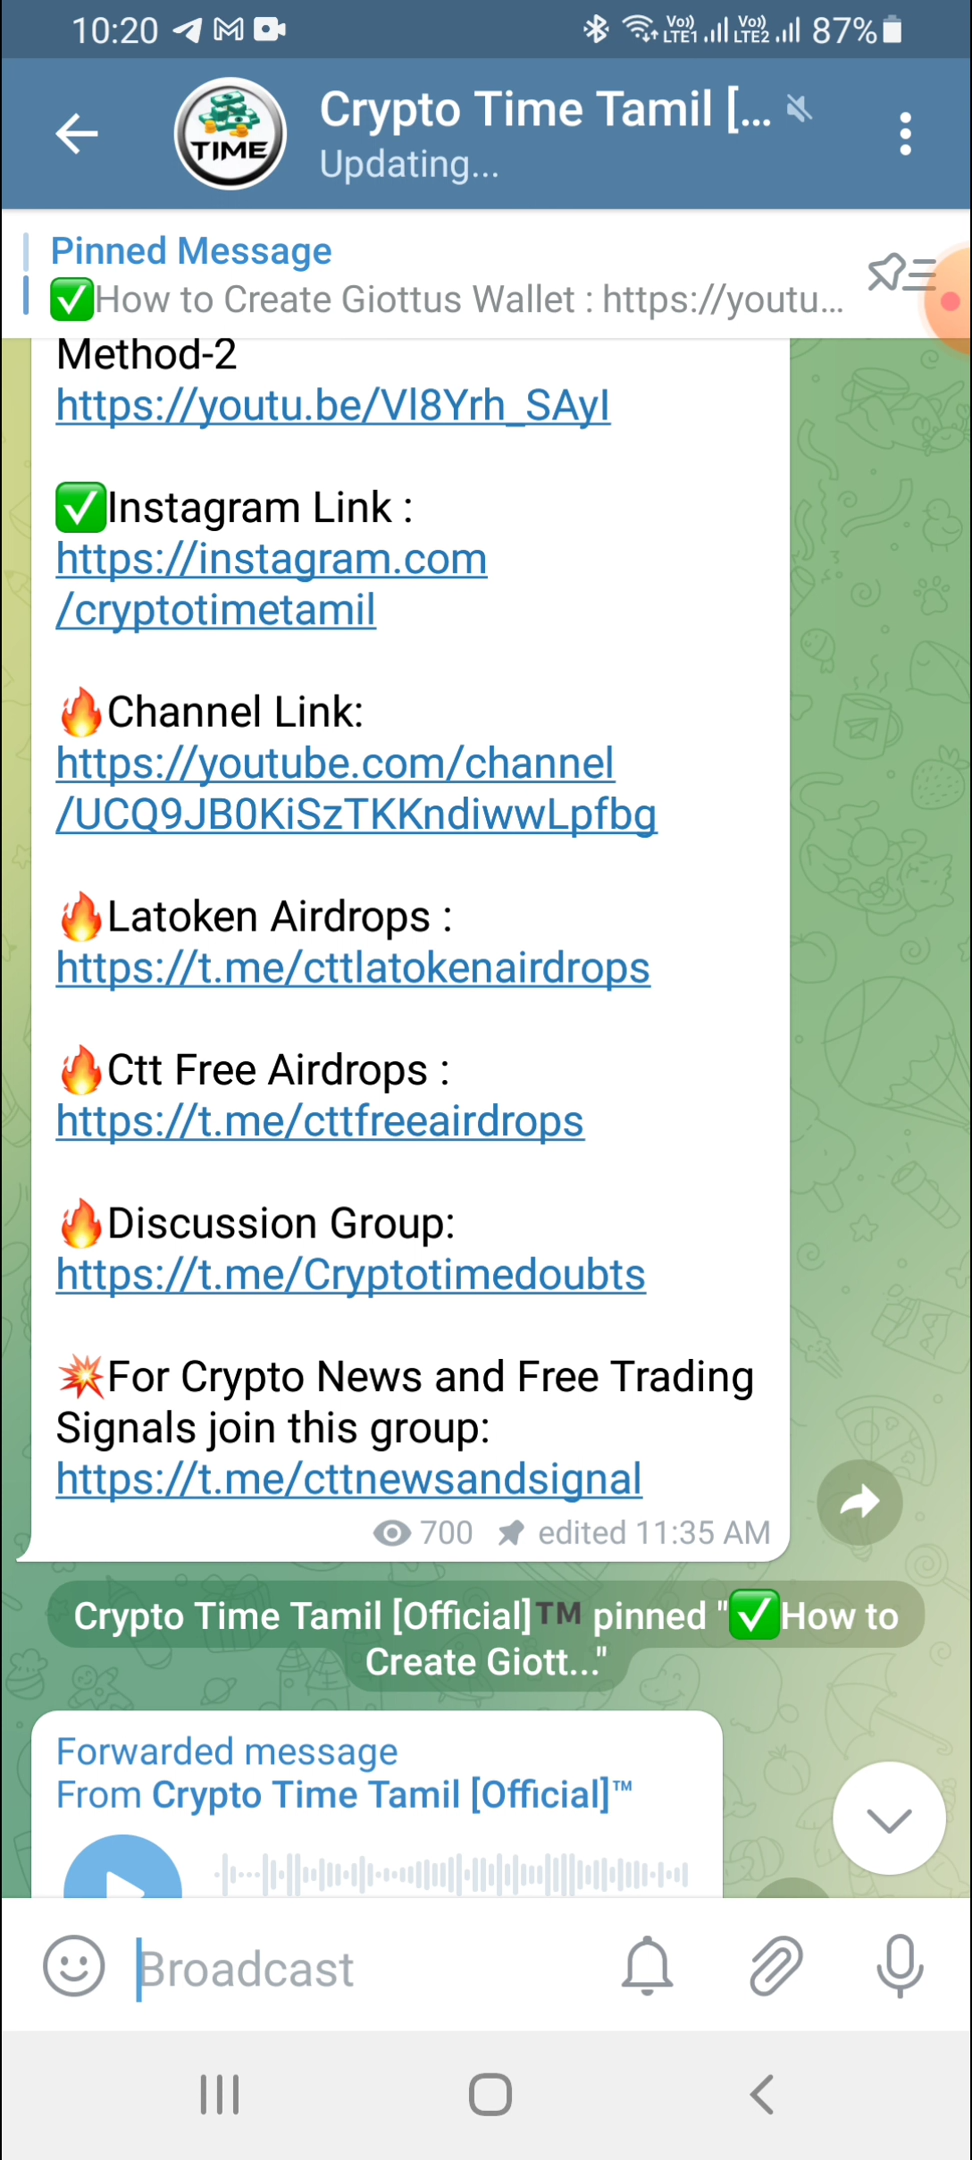 10:20
Vo)) LTE1 Vo)) LTE2 87%
TIME
Crypto Time Tamil [...
Updating...
Pinned Message
✅How to Create Giottus Wallet : https://youtu...
Method-2
https://youtu.be/Vl8Yrh_SAyI
✅Instagram Link :
https://instagram.com
/cryptotimetamil
🔥Channel Link:
https://youtube.com/channel
/UCQ9JB0KiSzTKKndiwwLpfbg
🔥Latoken Airdrops :
https://t.me/cttlatokenairdrops
🔥Ctt Free Airdrops :
https://t.me/cttfreeairdrops
🔥Discussion Group:
https://t.me/Cryptotimedoubts
💥For Crypto News and Free Trading
Signals join this group:
https://t.me/cttnewsandsignal
700 edited 11:35 AM
Crypto Time Tamil [Official]™ pinned "✅How to
Create Giott..."
Forwarded message
From Crypto Time Tamil [Official]™
Broadcast